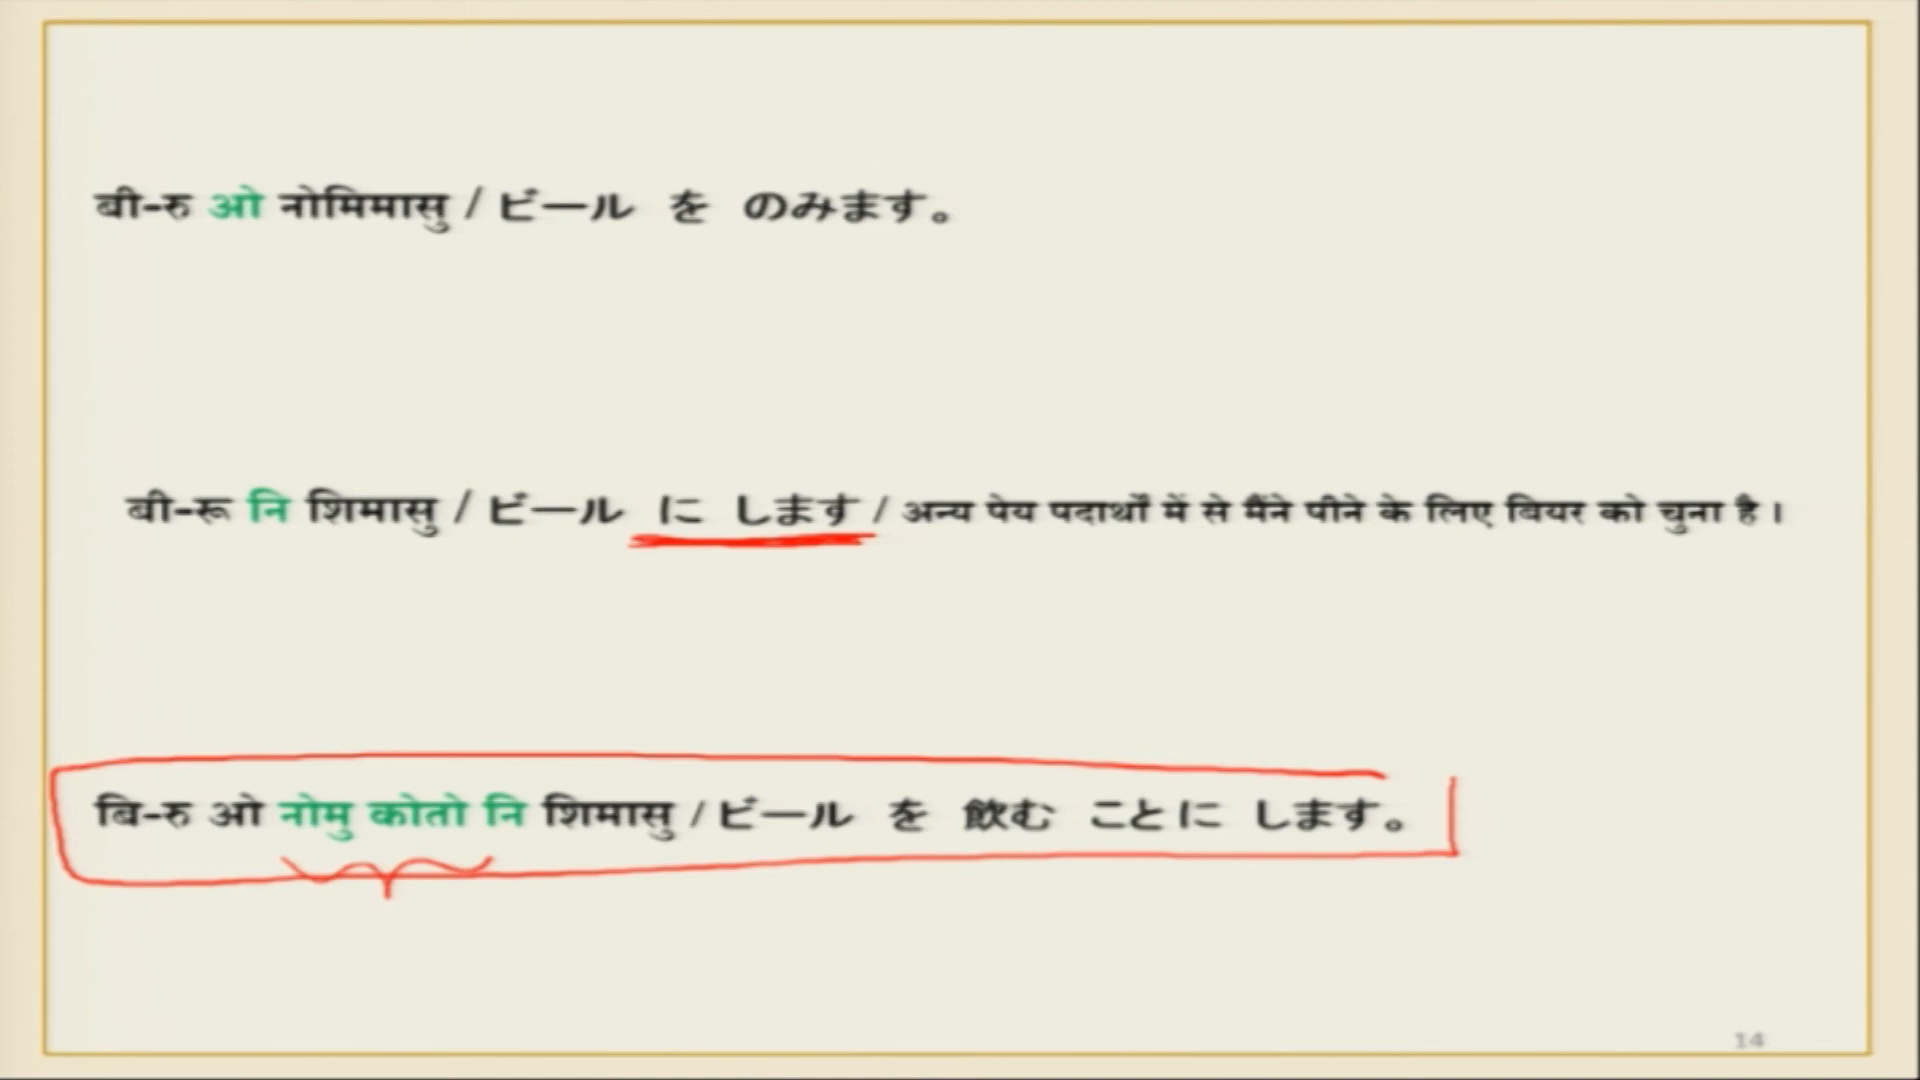 बी-रु ओ नोमिमासु / ビール を のみます。
बी-रू नि शिमासु / ビール に します / अन्य पेय पदार्थों में से मैंने पीने के लिए बियर को चुना है ।
बि-रु ओ नोमु कोतो नि शिमासु / ビール を 飲む ことに します。
14